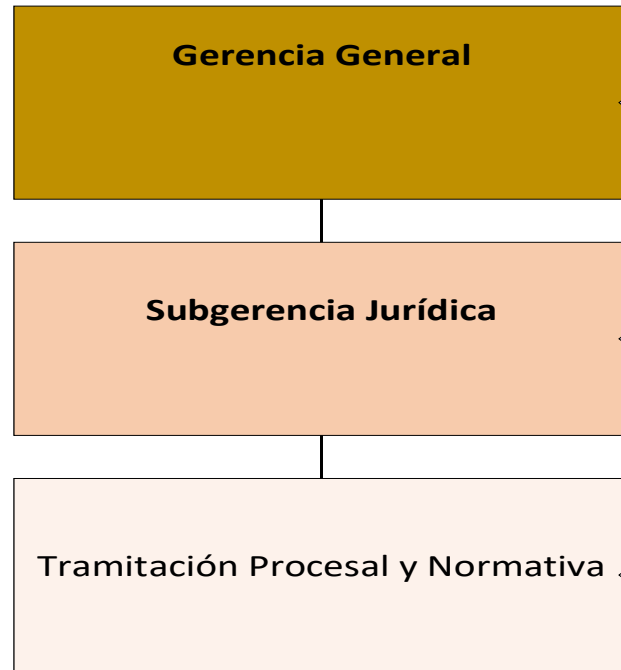 Gerencia General
Subgerencia Jurídica
Tramitación Procesal y Normativa